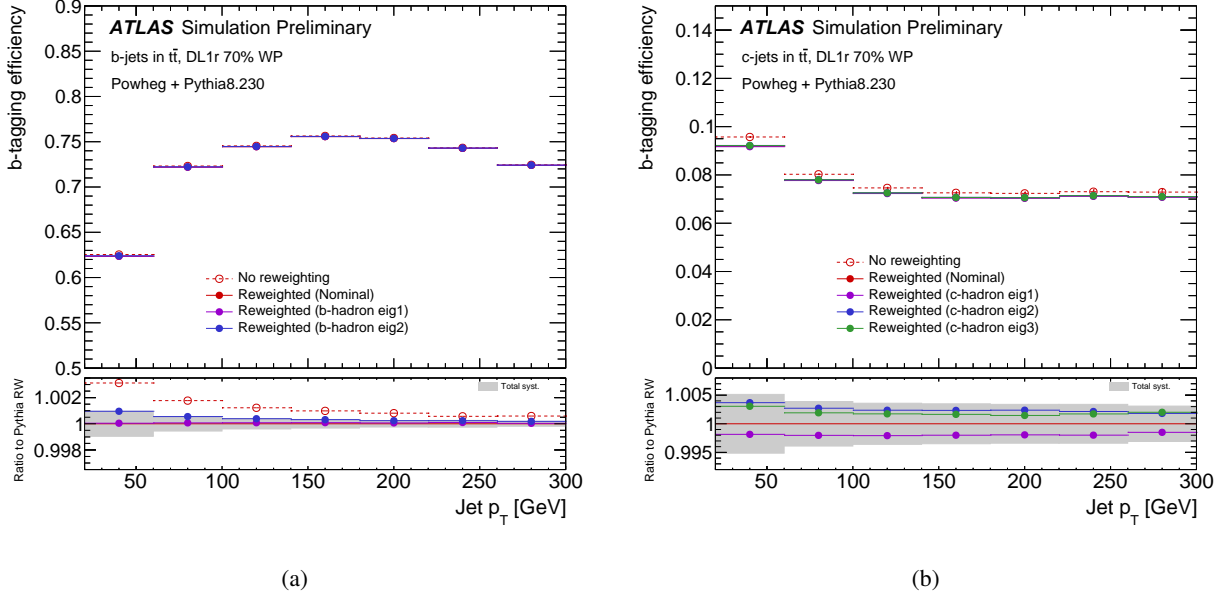 ATLAS Simulation Preliminary
b-jets in tt̄, DL1r 70% WP
Powheg + Pythia8.230
b-tagging efficiency
0.9
0.85
0.8
0.75
0.7
0.65
0.6
0.55
0.5
No reweighting
Reweighted (Nominal)
Reweighted (b-hadron eig1)
Reweighted (b-hadron eig2)
Ratio to Pythia RW
1.002
1
0.998
Total syst.
50 100 150 200 250 300
Jet p_T [GeV]
(a)
ATLAS Simulation Preliminary
c-jets in tt̄, DL1r 70% WP
Powheg + Pythia8.230
b-tagging efficiency
0.14
0.12
0.1
0.08
0.06
0.04
0.02
0
No reweighting
Reweighted (Nominal)
Reweighted (c-hadron eig1)
Reweighted (c-hadron eig2)
Reweighted (c-hadron eig3)
Ratio to Pythia RW
1.005
1
0.995
Total syst.
50 100 150 200 250 300
Jet p_T [GeV]
(b)